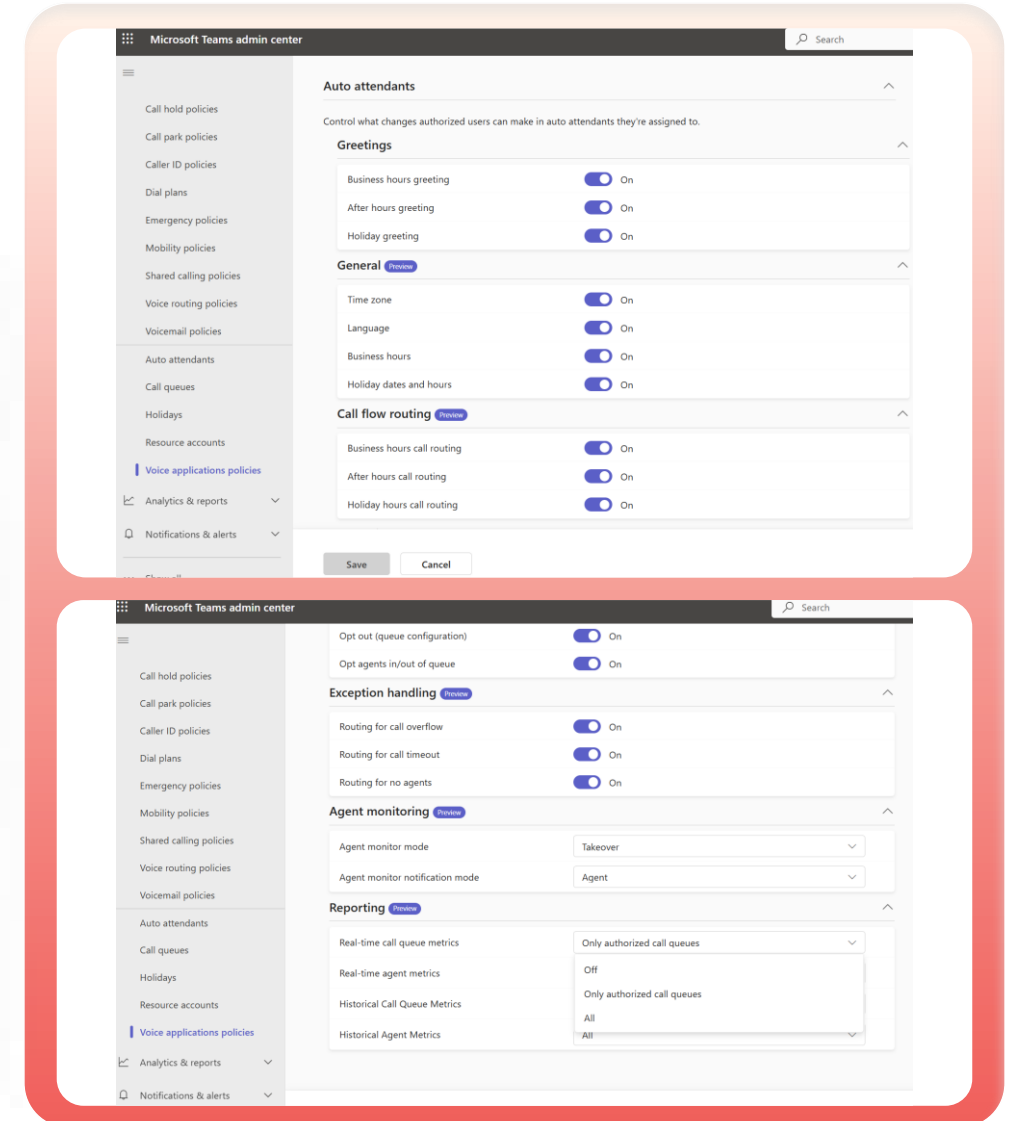 Microsoft Teams admin center
Search
Call hold policies
Call park policies
Caller ID policies
Dial plans
Emergency policies
Mobility policies
Shared calling policies
Voice routing policies
Voicemail policies
Auto attendants
Call queues
Holidays
Resource accounts
Voice applications policies
Analytics & reports
Notifications & alerts
Auto attendants
Control what changes authorized users can make in auto attendants they're assigned to.
Greetings
Business hours greeting On
After hours greeting On
Holiday greeting On
General Preview
Time zone On
Language On
Business hours On
Holiday dates and hours On
Call flow routing Preview
Business hours call routing On
After hours call routing On
Holiday hours call routing On
Save Cancel
Microsoft Teams admin center
Search
Call hold policies
Call park policies
Caller ID policies
Dial plans
Emergency policies
Mobility policies
Shared calling policies
Voice routing policies
Voicemail policies
Auto attendants
Call queues
Holidays
Resource accounts
Voice applications policies
Analytics & reports
Notifications & alerts
Opt out (queue configuration) On
Opt agents in/out of queue On
Exception handling Preview
Routing for call overflow On
Routing for call timeout On
Routing for no agents On
Agent monitoring Preview
Agent monitor mode Takeover
Agent monitor notification mode Agent
Reporting Preview
Real-time call queue metrics Only authorized call queues
Off
Real-time agent metrics
Only authorized call queues
Historical Call Queue Metrics
All
Historical Agent Metrics All